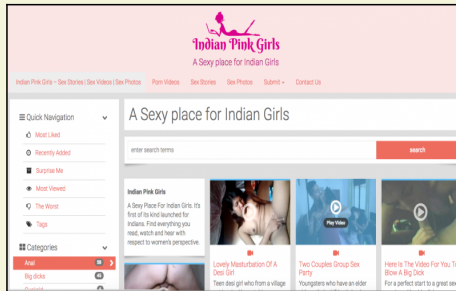 Indian Pink Girls
A Sexy place for Indian Girls
Indian Pink Girls – Sex Stories | Sex Videos | Sex Photos
Porn Videos
Sex Stories
Sex Photos
Submit
Contact Us
Quick Navigation
Most Liked
Recently Added
Surprise Me
Most Viewed
The Worst
Tags
Categories
Anal
Big dicks
A Sexy place for Indian Girls
enter search terms
search
Indian Pink Girls
A Sexy Place For Indian Girls. It's
first of its kind launched for
Indians. Find everything you
read, watch and hear with
respect to women's perspective.
Lovely Masturbation Of A
Desi Girl
Teen desi girl who from a village
Play Video
Two Couples Group Sex
Party
Youngsters who have an elder
Here Is The Video For You T
Blow A Big Dick
For a perfect start to a great sex